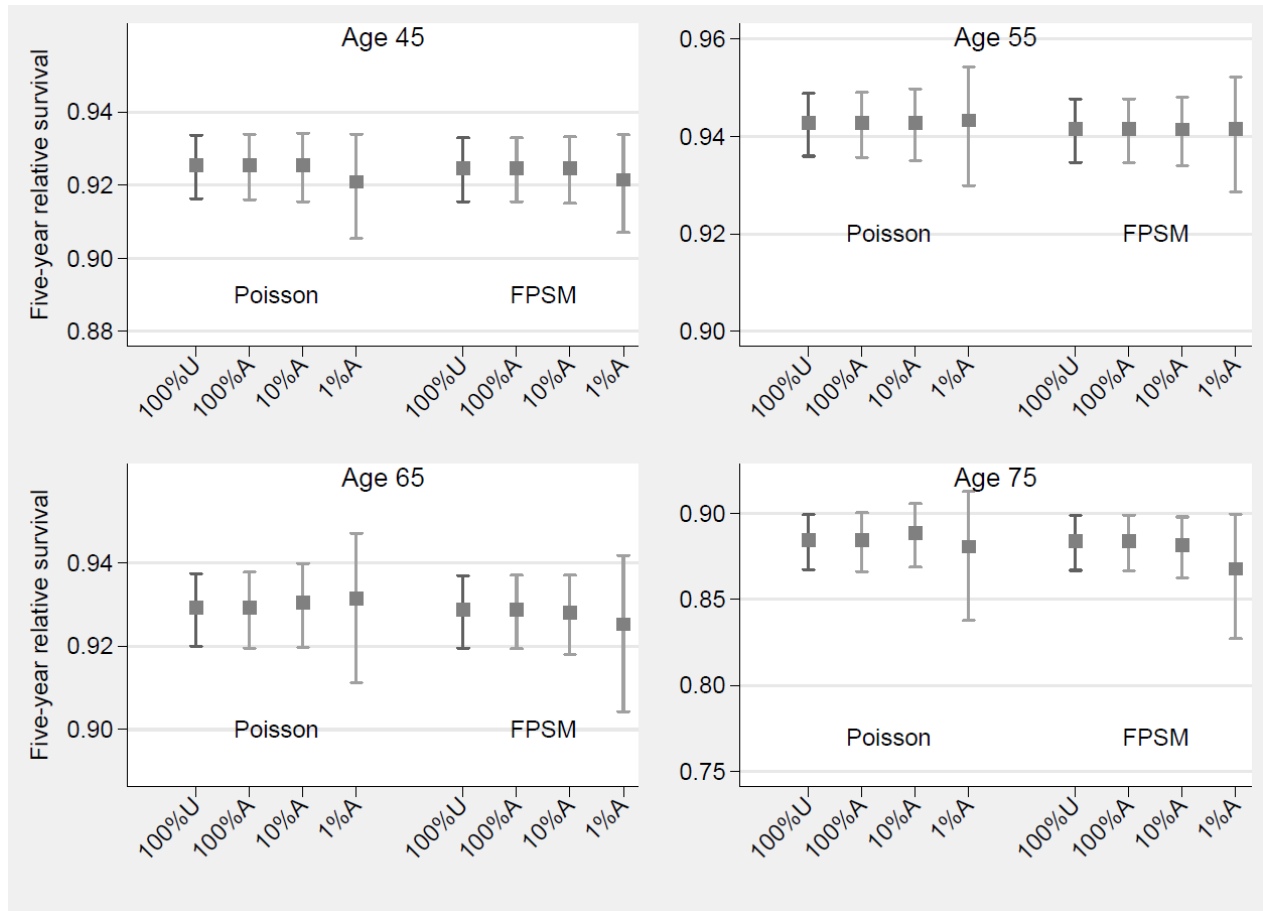 Age 45
Five-year relative survival
0.94
0.92
0.90
0.88
Poisson
FPSM
100%U
100%A
10%A
1%A
100%U
100%A
10%A
1%A
Age 55
0.96
0.94
0.92
0.90
Poisson
FPSM
100%U
100%A
10%A
1%A
100%U
100%A
10%A
1%A
Age 65
Five-year relative survival
0.94
0.92
0.90
Poisson
FPSM
100%U
100%A
10%A
1%A
100%U
100%A
10%A
1%A
Age 75
0.90
0.85
0.80
0.75
Poisson
FPSM
100%U
100%A
10%A
1%A
100%U
100%A
10%A
1%A